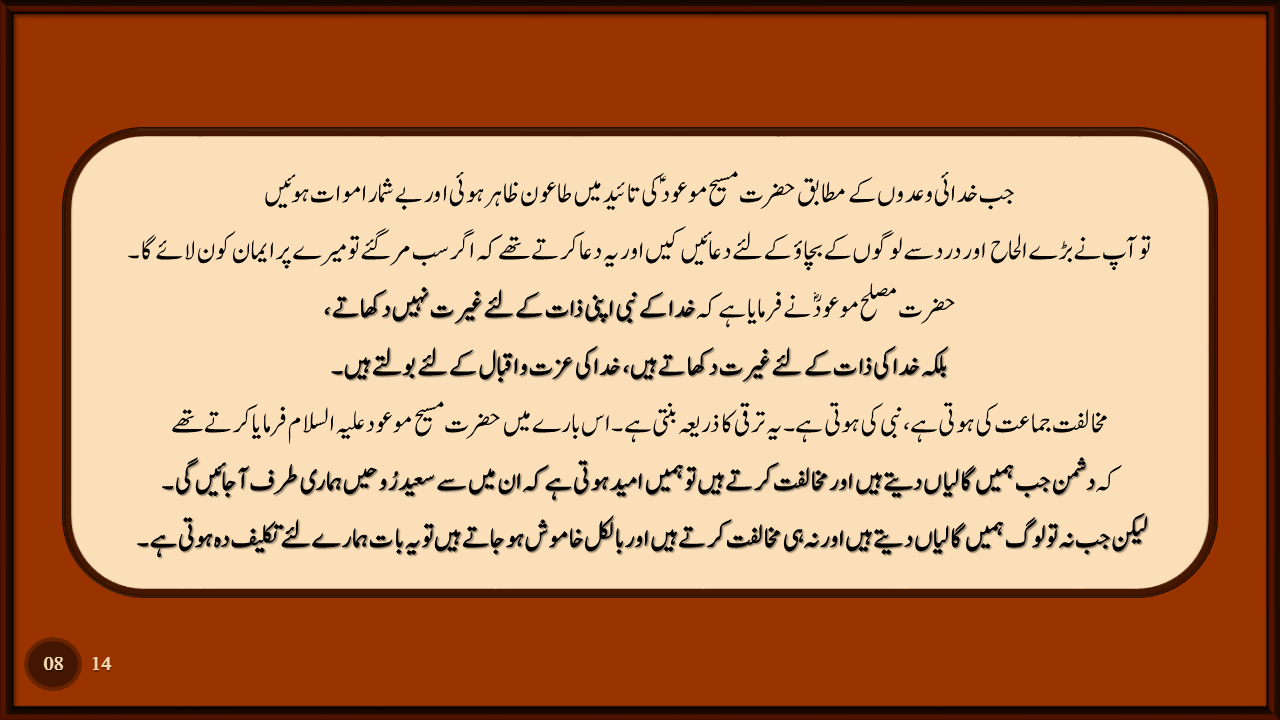 جب خدائی وعدوں کے مطابق حضرت مسیح موعودؑ کی تائید میں طاعون ظاہر ہوئی اور بے شمار اموات ہوئیں
تو آپ نے بڑے الحاح اور درد سے لوگوں کے بچاؤ کے لئے دعائیں کیں اور یہ دعا کرتے تھے کہ اگر سب مر گئے تو میرے پر ایمان کون لائے گا۔
حضرت مصلح موعودؓ نے فرمایا ہے کہ خدا کے نبی اپنی ذات کے لئے غیرت نہیں دکھاتے،
بلکہ خدا کی ذات کے لئے غیرت دکھاتے ہیں، خدا کی عزت و اقبال کے لئے بولتے ہیں۔
مخالفت جماعت کی ہوتی ہے، نبی کی ہوتی ہے۔ یہ ترقی کا ذریعہ بنتی ہے۔ اس بارے میں حضرت مسیح موعود علیہ السلام فرمایا کرتے تھے
کہ دشمن جب ہمیں گالیاں دیتے ہیں اور مخالفت کرتے ہیں تو ہمیں امید ہوتی ہے کہ ان میں سے سعید رُوحیں ہماری طرف آ جائیں گی۔
لیکن جب نہ تو لوگ ہمیں گالیاں دیتے ہیں اور نہ ہی مخالفت کرتے ہیں اور بالکل خاموش ہو جاتے ہیں تو یہ بات ہمارے لئے تکلیف دہ ہوتی ہے۔
08 14